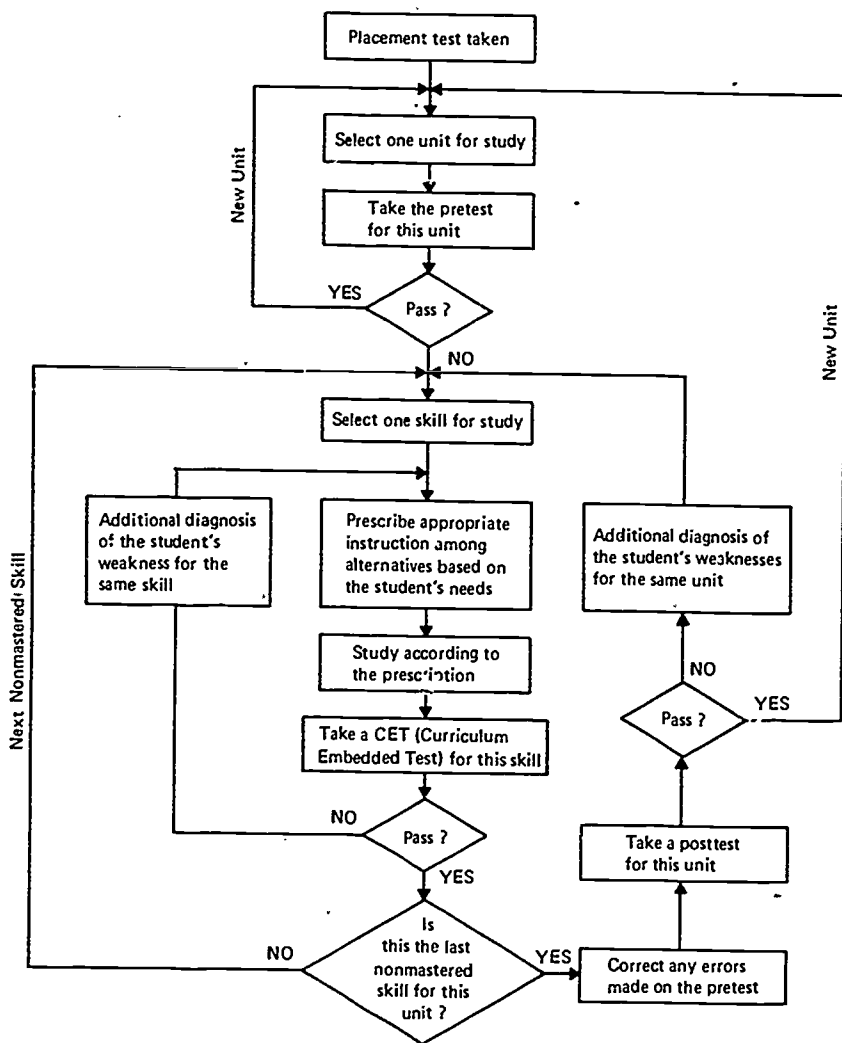 Placement test taken
New Unit
Select one unit for study
Take the pretest
for this unit
YES
Pass ?
NO
New Unit
Select one skill for study
Additional diagnosis
of the student's
weakness for the
same skill
Prescribe appropriate
instruction among
alternatives based on
the student's needs
Additional diagnosis of
the student's weaknesses
for the same unit
Next Nonmastered Skill
Study according to
the prescription
NO
YES
Pass ?
Take a CET (Curriculum
Embedded Test) for this skill
NO
Pass ?
Take a posttest
for this unit
YES
Is
this the last
nonmastered
skill for this
unit ?
NO
YES
Correct any errors
made on the pretest